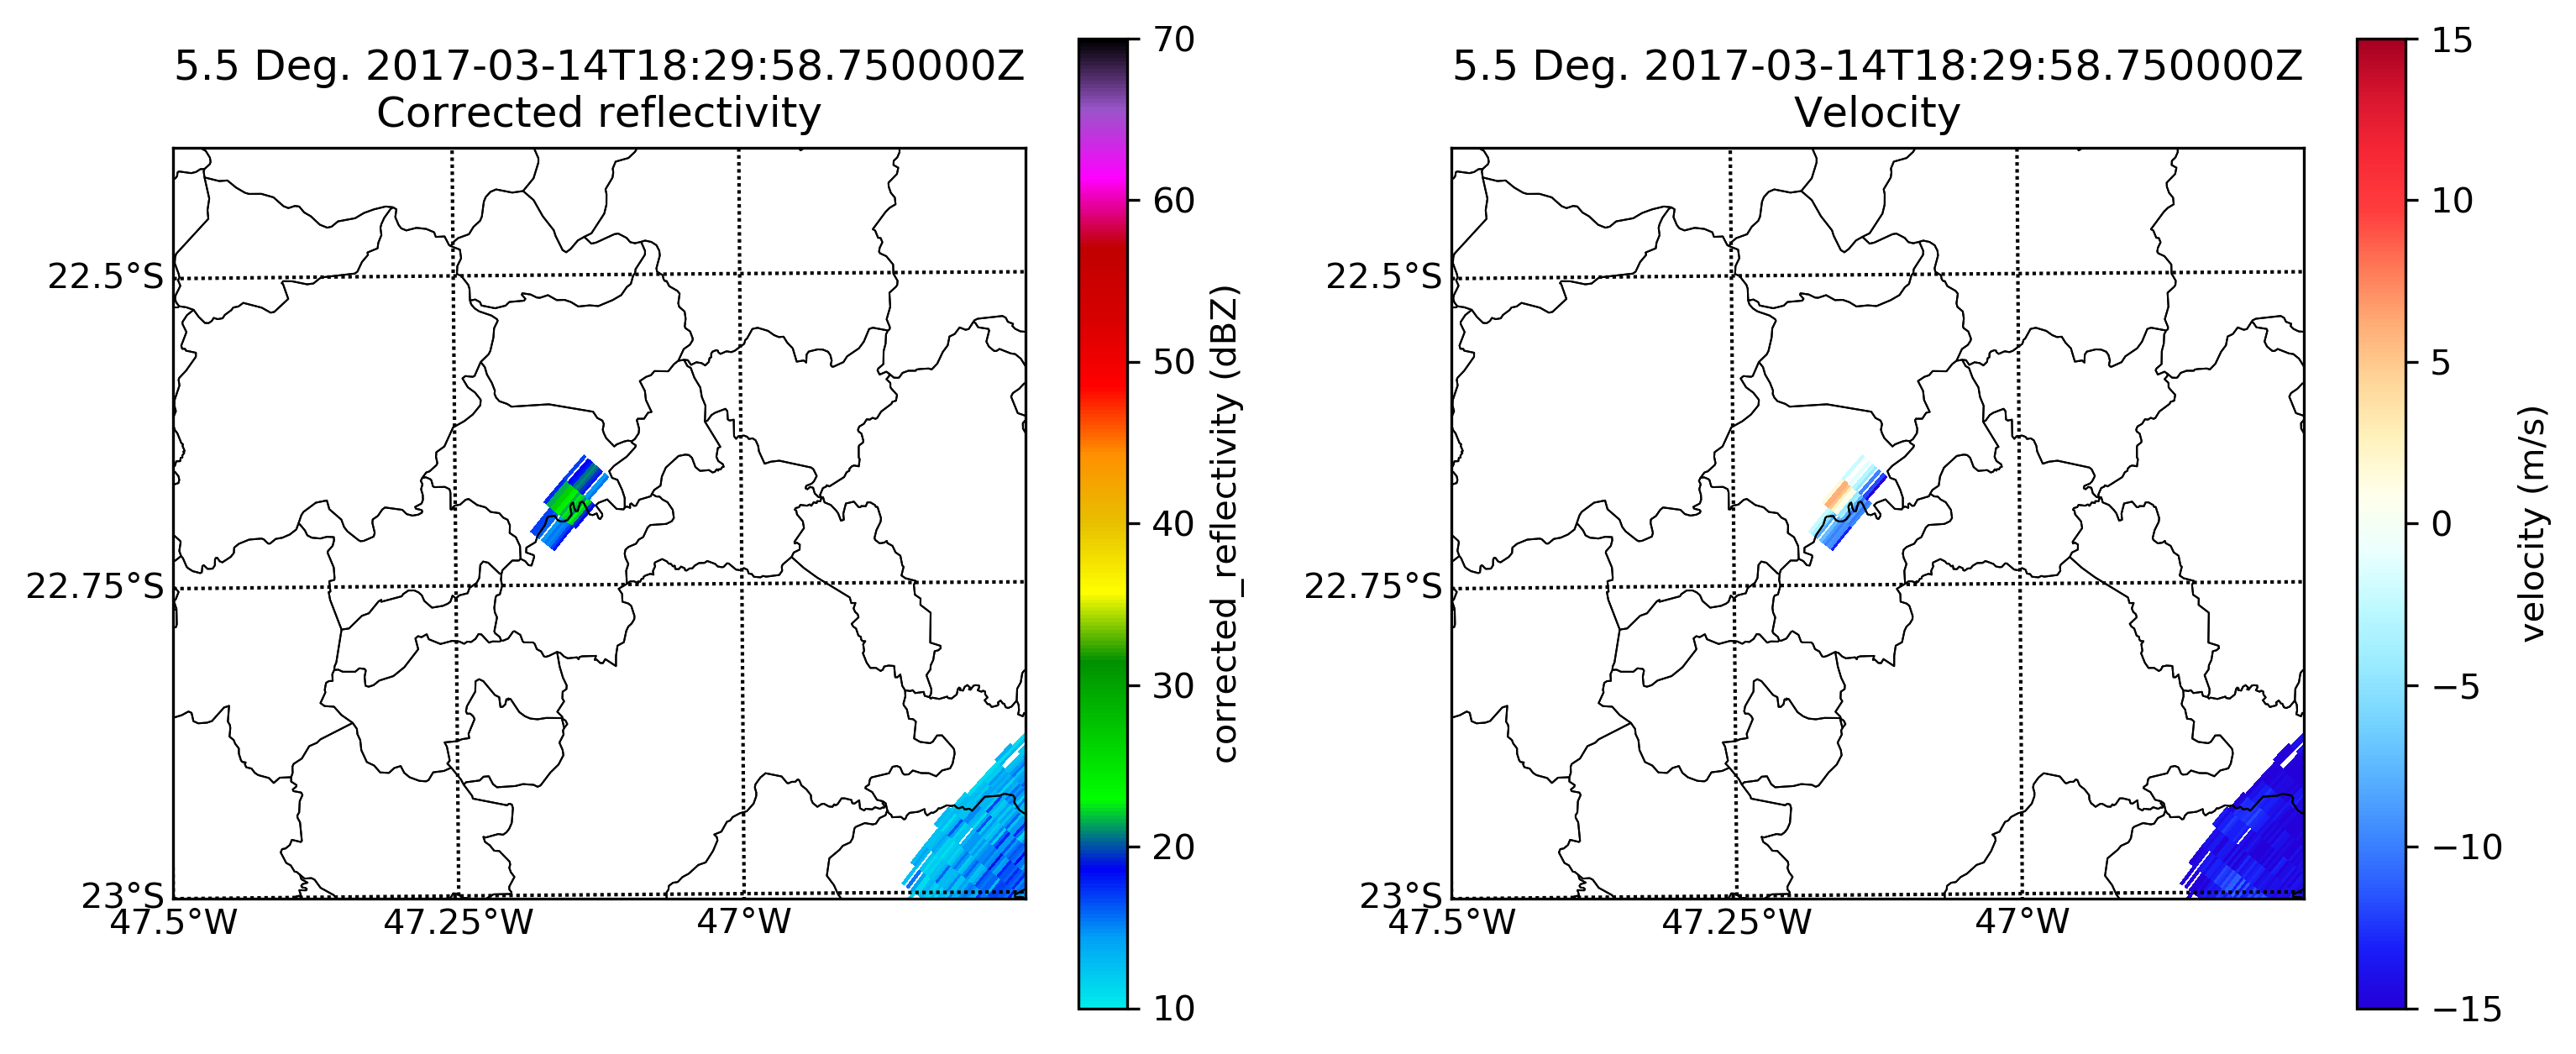 5.5 Deg. 2017-03-14T18:29:58.750000Z
Corrected reflectivity
22.5°S
22.75°S
23°S
47.5°W
47.25°W
47°W
70
60
50
40
30
20
10
corrected_reflectivity (dBZ)
5.5 Deg. 2017-03-14T18:29:58.750000Z
Velocity
22.5°S
22.75°S
23°S
47.5°W
47.25°W
47°W
15
10
5
0
−5
−10
−15
velocity (m/s)